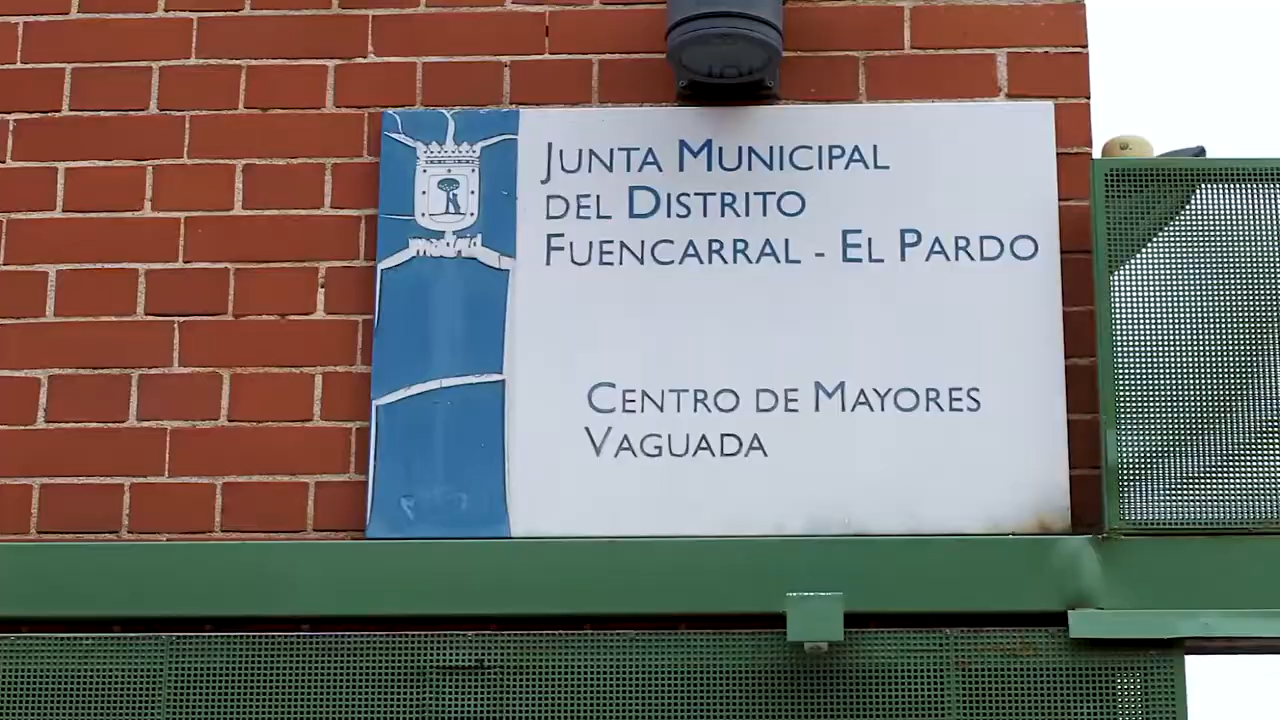 JUNTA MUNICIPAL
DEL DISTRITO
FUENCARRAL - EL PARDO
CENTRO DE MAYORES
VAGUADA